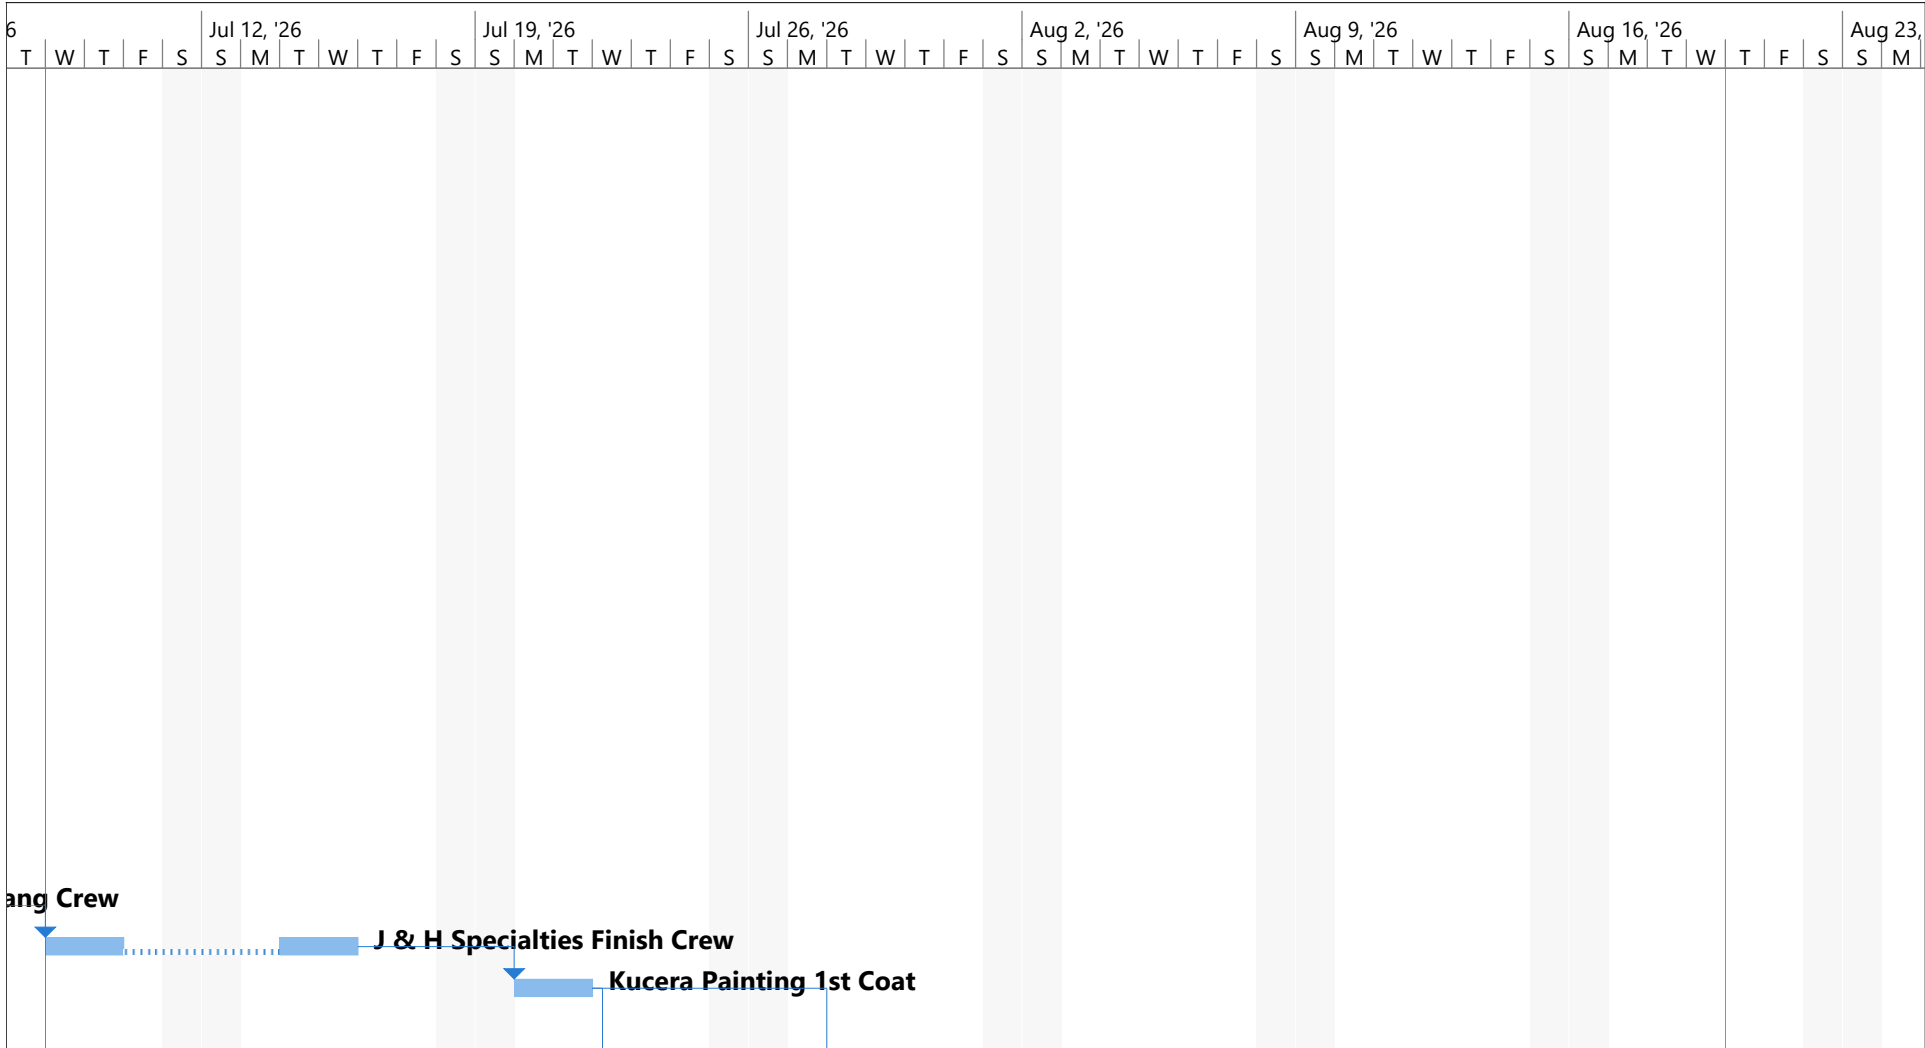 6 Jul 12, '26 Jul 19, '26 Jul 26, '26 Aug 2, '26 Aug 9, '26 Aug 16, '26 Aug 23,
T W T F S S M T W T F S S M T W T F S S M T W T F S S M T W T F S S M T W T F S S M T W T F S S M
ang Crew
J & H Specialties Finish Crew
Kucera Painting 1st Coat